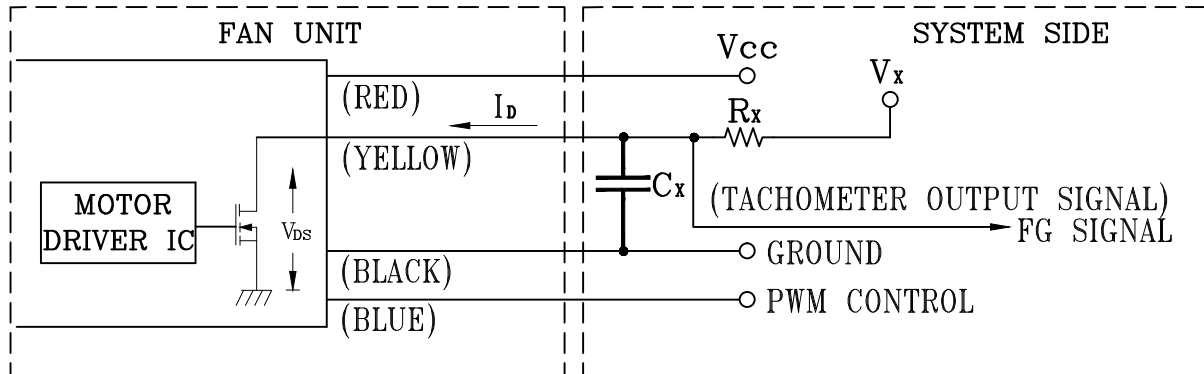 FAN UNIT
SYSTEM SIDE
Vcc
(RED)
ID
Vx
Rx
(YELLOW)
Cx
(TACHOMETER OUTPUT SIGNAL)
FG SIGNAL
MOTOR
DRIVER IC
VDS
GROUND
(BLACK)
PWM CONTROL
(BLUE)